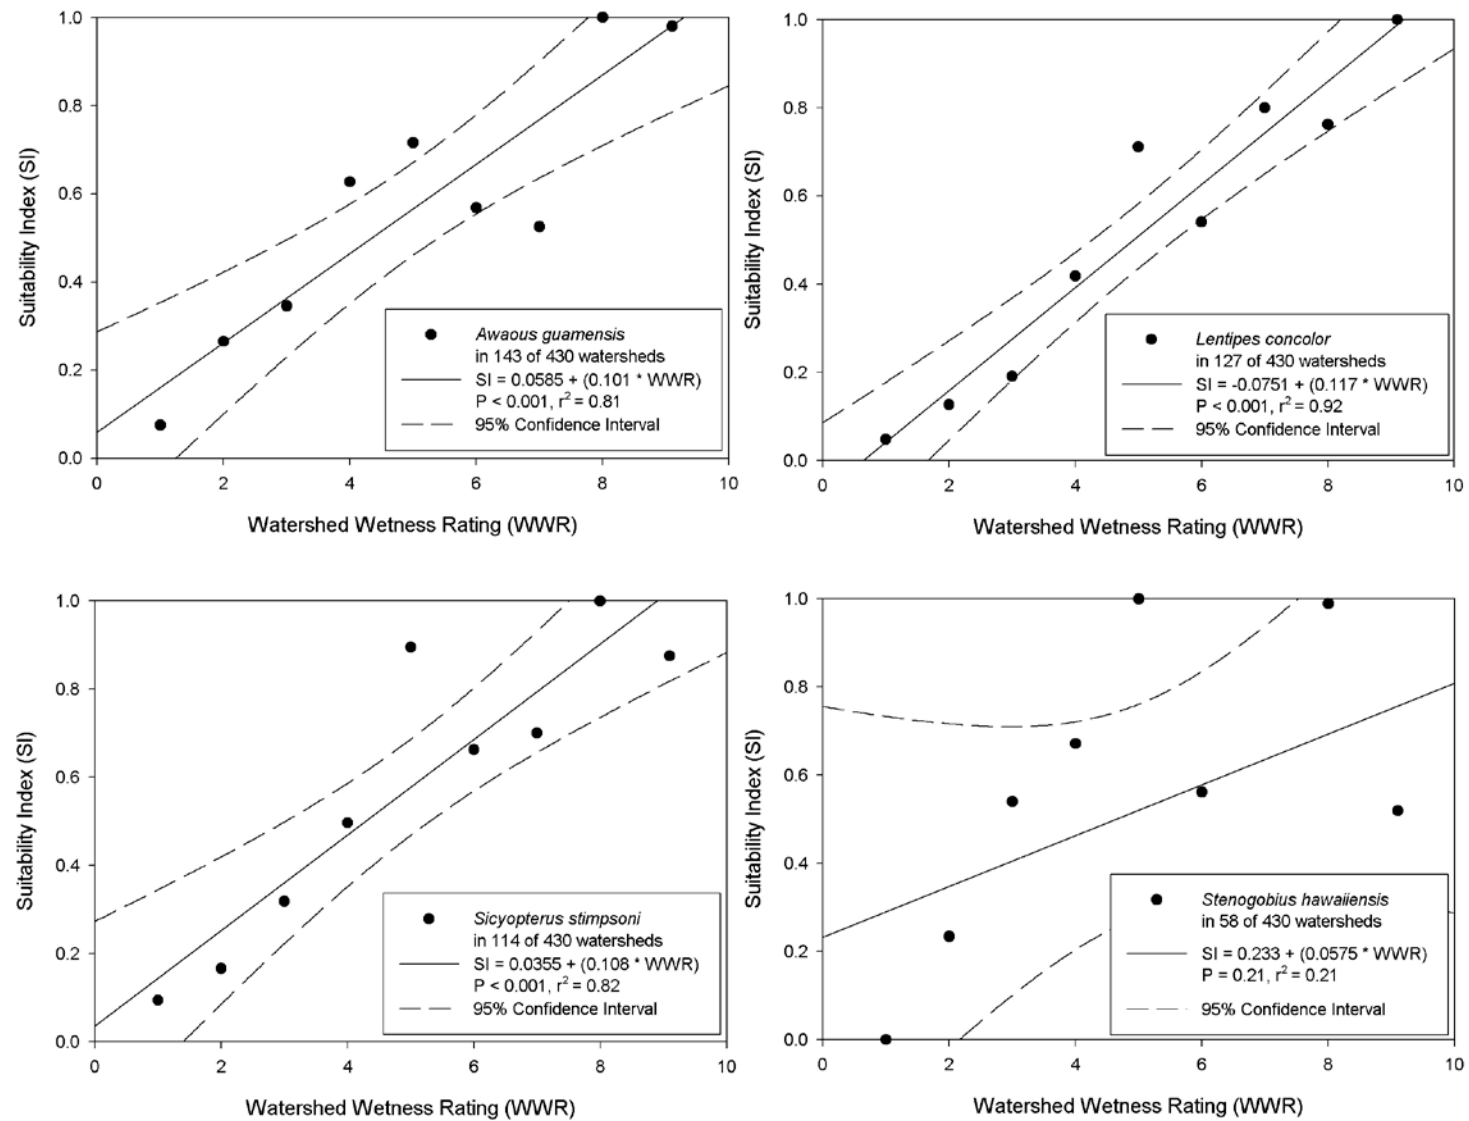 1.0
0.8
0.6
0.4
0.2
0.0
Suitability Index (SI)
Awaous guamensis
in 143 of 430 watersheds
SI = 0.0585 + (0.101 * WWR)
P < 0.001, r² = 0.81
95% Confidence Interval
0 2 4 6 8 10
Watershed Wetness Rating (WWR)
1.0
0.8
0.6
0.4
0.2
0.0
Suitability Index (SI)
Lentipes concolor
in 127 of 430 watersheds
SI = -0.0751 + (0.117 * WWR)
P < 0.001, r² = 0.92
95% Confidence Interval
0 2 4 6 8 10
Watershed Wetness Rating (WWR)
1.0
0.8
0.6
0.4
0.2
0.0
Suitability Index (SI)
Sicyopterus stimpsoni
in 114 of 430 watersheds
SI = 0.0355 + (0.108 * WWR)
P < 0.001, r² = 0.82
95% Confidence Interval
0 2 4 6 8 10
Watershed Wetness Rating (WWR)
1.0
0.8
0.6
0.4
0.2
0.0
Suitability Index (SI)
Stenogobius hawaiiensis
in 58 of 430 watersheds
SI = 0.233 + (0.0575 * WWR)
P = 0.21, r² = 0.21
95% Confidence Interval
0 2 4 6 8 10
Watershed Wetness Rating (WWR)